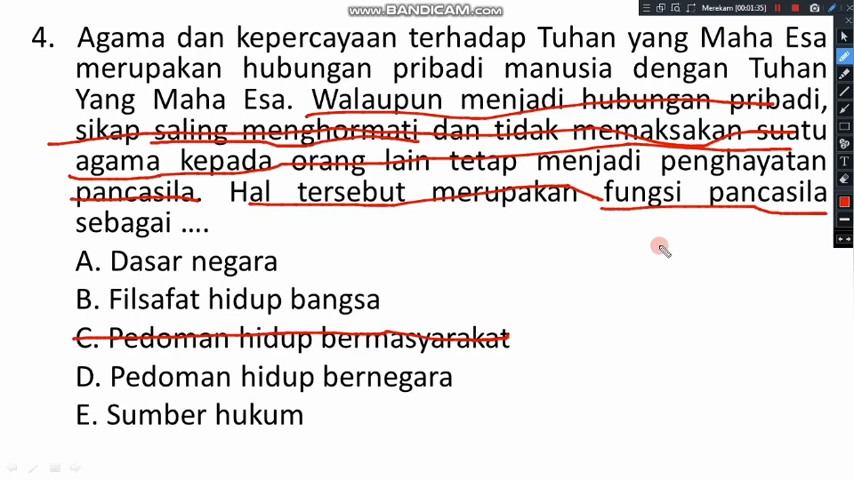 www.BANDICAM.com
Merekam [00:01:35]
4. Agama dan kepercayaan terhadap Tuhan yang Maha Esa
merupakan hubungan pribadi manusia dengan Tuhan
Yang Maha Esa. Walaupun menjadi hubungan pribadi,
sikap saling menghormati dan tidak memaksakan suatu
agama kepada orang lain tetap menjadi penghayatan
pancasila. Hal tersebut merupakan fungsi pancasila
sebagai ....
A. Dasar negara
B. Filsafat hidup bangsa
C. Pedoman hidup bermasyarakat
D. Pedoman hidup bernegara
E. Sumber hukum